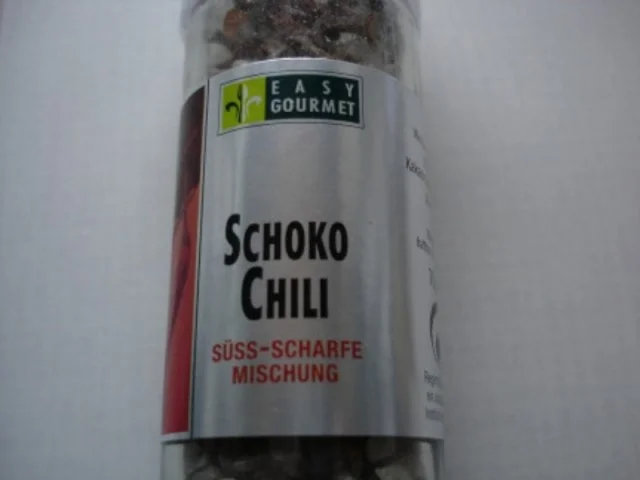 EASY
GOURMET
SCHOKO
CHILI
SÜSS-SCHARFE
MISCHUNG